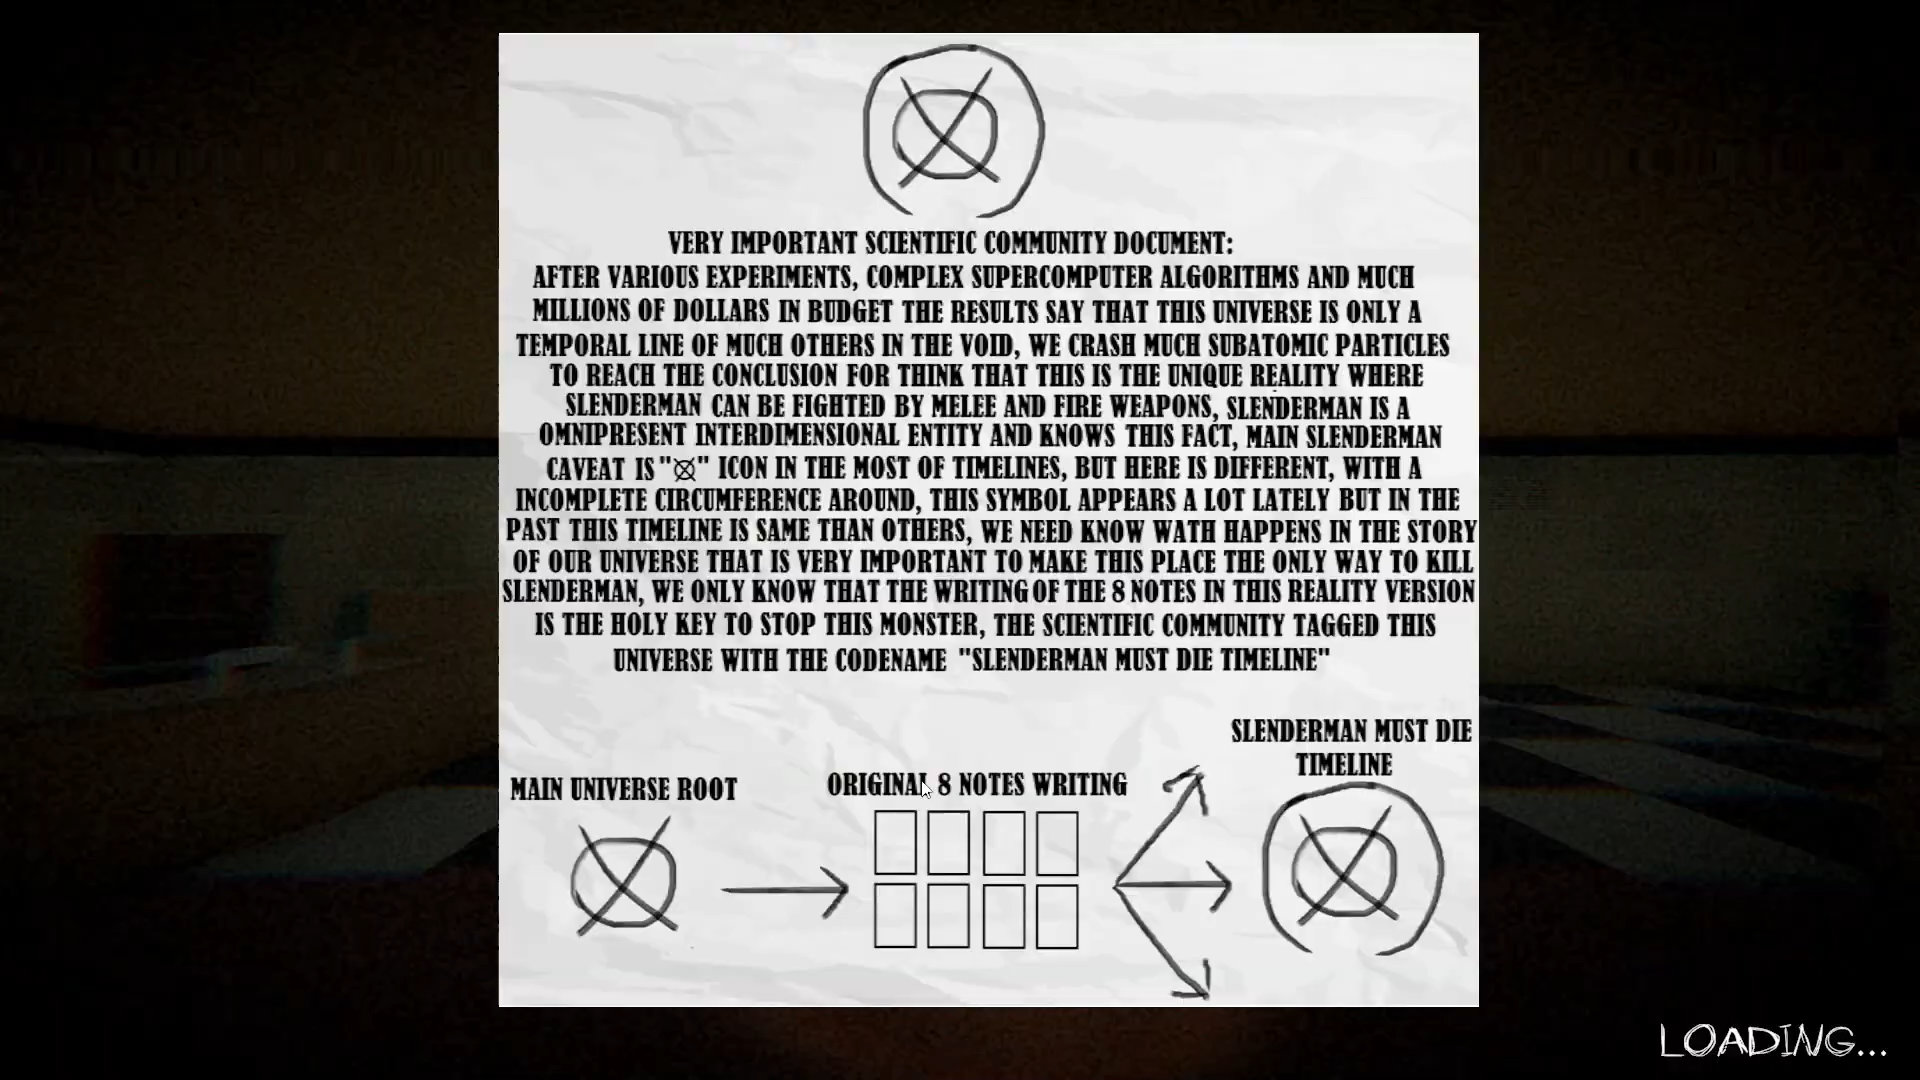 VERY IMPORTANT SCIENTIFIC COMMUNITY DOCUMENT:
AFTER VARIOUS EXPERIMENTS, COMPLEX SUPERCOMPUTER ALGORITHMS AND MUCH
MILLIONS OF DOLLARS IN BUDGET THE RESULTS SAY THAT THIS UNIVERSE IS ONLY A
TEMPORAL LINE OF MUCH OTHERS IN THE VOID, WE CRASH MUCH SUBATOMIC PARTICLES
TO REACH THE CONCLUSION FOR THINK THAT THIS IS THE UNIQUE REALITY WHERE
SLENDERMAN CAN BE FIGHTED BY MELEE AND FIRE WEAPONS, SLENDERMAN IS A
OMNIPRESENT INTERDIMENSIONAL ENTITY AND KNOWS THIS FACT, MAIN SLENDERMAN
CAVEAT IS "⦻" ICON IN THE MOST OF TIMELINES, BUT HERE IS DIFFERENT, WITH A
INCOMPLETE CIRCUMFERENCE AROUND, THIS SYMBOL APPEARS A LOT LATELY BUT IN THE
PAST THIS TIMELINE IS SAME THAN OTHERS, WE NEED KNOW WATH HAPPENS IN THE STORY
OF OUR UNIVERSE THAT IS VERY IMPORTANT TO MAKE THIS PLACE THE ONLY WAY TO KILL
SLENDERMAN, WE ONLY KNOW THAT THE WRITING OF THE 8 NOTES IN THIS REALITY VERSION
IS THE HOLY KEY TO STOP THIS MONSTER, THE SCIENTIFIC COMMUNITY TAGGED THIS
UNIVERSE WITH THE CODENAME "SLENDERMAN MUST DIE TIMELINE"
MAIN UNIVERSE ROOT
ORIGINAL 8 NOTES WRITING
SLENDERMAN MUST DIE
TIMELINE
LOADING...